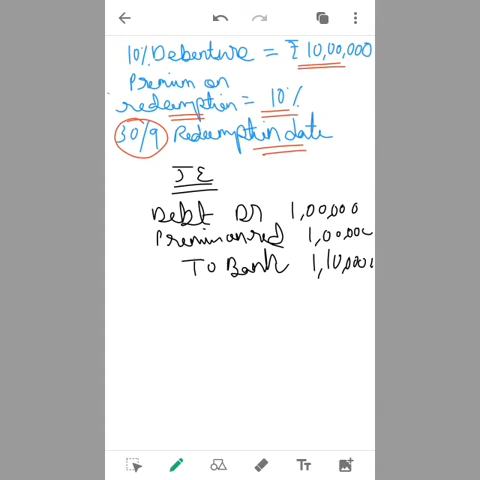 10% Debenture = ₹ 10,00,000
Premium on
redemption = 10%
30/9 Redemption date
JE
Debt Dr 1,00,000
Premium on red 1,00,000
To Bank 1,10,000
Tт